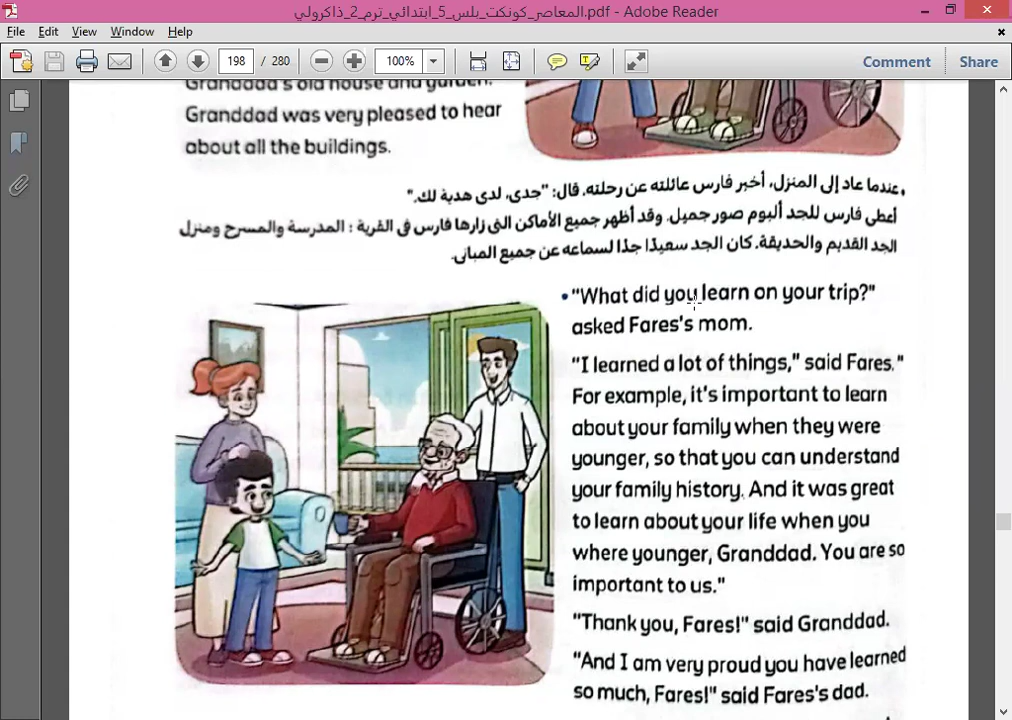 المعاصر_كونكت_بلس_5_ابتدائي_ترم_2_ذاكرولي.pdf - Adobe Reader
File Edit View Window Help
198 / 280 100% Comment Share
Granddad's old house and garden.
Granddad was very pleased to hear
about all the buildings.
عندما عاد إلى المنزل، أخبر فارس عائلته عن رحلته. قال: "جدى، لدى هدية لك."
أعطى فارس للجد ألبوم صور جميل. وقد أظهر جميع الأماكن التى زارها فارس فى القرية : المدرسة والمسرح ومنزل
الجد القديم والحديقة. كان الجد سعيدًا جدًا لسماعه عن جميع المبانى.
• "What did you learn on your trip?"
asked Fares's mom.
"I learned a lot of things," said Fares."
For example, it's important to learn
about your family when they were
younger, so that you can understand
your family history. And it was great
to learn about your life when you
where younger, Granddad. You are so
important to us."
"Thank you, Fares!" said Granddad.
"And I am very proud you have learned
so much, Fares!" said Fares's dad.